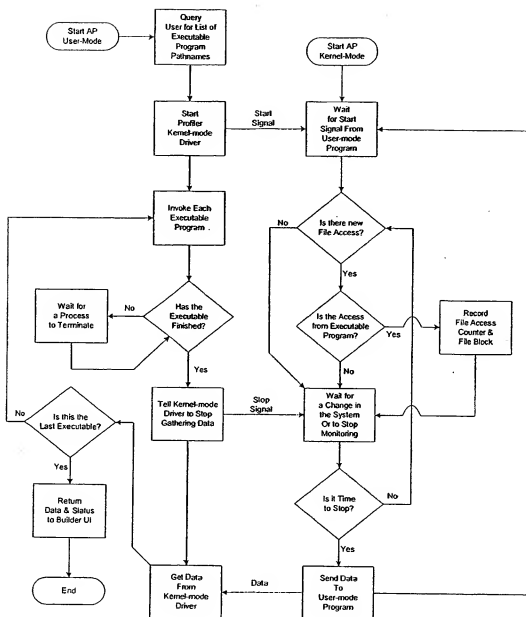 Start AP
User-Mode
Query
User for List of
Executable
Program
Pathnames
Start AP
Kernel-Mode
Start
Profiler
Kernel-mode
Driver
Start
Signal
Wait
for Start
Signal From
User-mode
Program
Invoke Each
Executable
Program
No
Is there new
File Access?
Yes
Wait for
a Process
to Terminate
No
Has the
Executable
Finished?
Yes
Is the Access
from Executable
Program?
Yes
No
Record
File Access
Counter &
File Block
No
Is this the
Last Executable?
Yes
Tell Kernel-mode
Driver to Stop
Gathering Data
Stop
Signal
Wait for
a Change in
the System
Or to Stop
Monitoring
Is it Time
to Stop?
No
Yes
Return
Data & Status
to Builder UI
End
Get Data
From
Kernel-mode
Driver
Data
Send Data
To
User-mode
Program